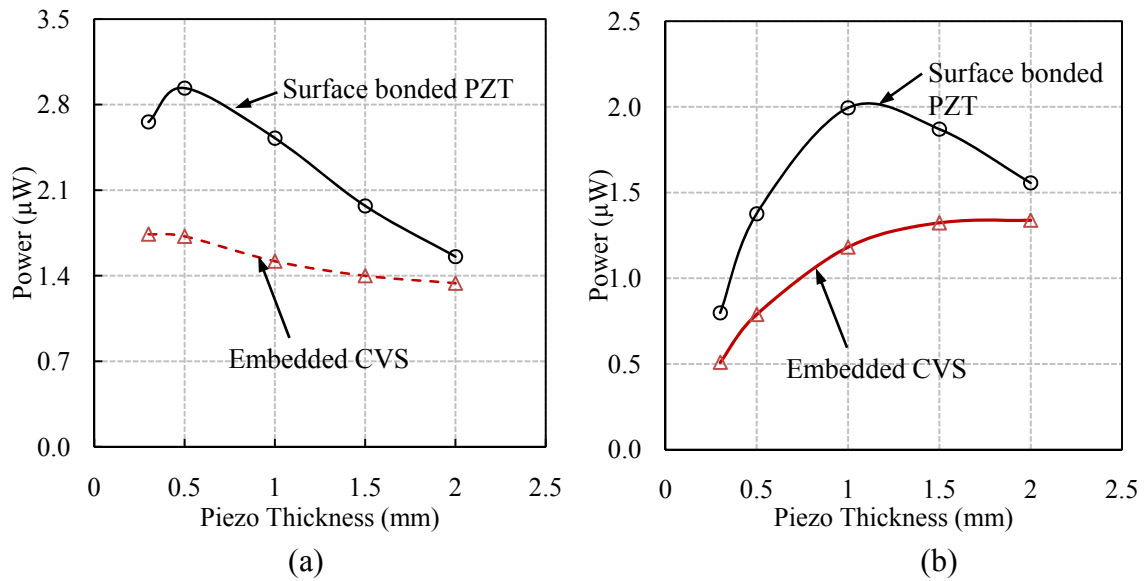 3.5
2.8
2.1
1.4
0.7
0.0
Power (µW)
Surface bonded PZT
Embedded CVS
0 0.5 1 1.5 2 2.5
Piezo Thickness (mm)
(a)
2.5
2.0
1.5
1.0
0.5
0.0
Power (µW)
Surface bonded
PZT
Embedded CVS
0 0.5 1 1.5 2 2.5
Piezo Thickness (mm)
(b)